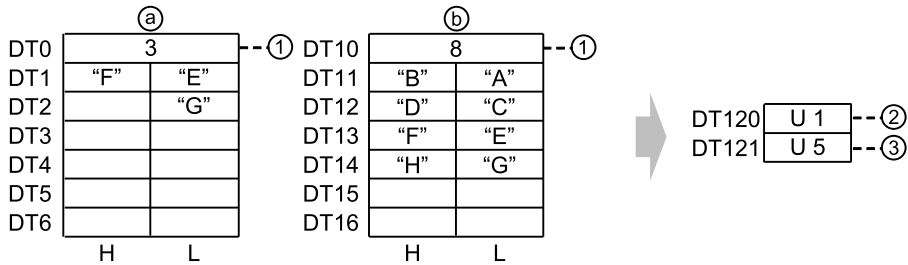 ⓐ ⓑ
DT0 3 ① DT10 8 ①
DT1 “F” “E” DT11 “B” “A”
DT2 “G” DT12 “D” “C” DT120 U 1 ②
DT3 DT13 “F” “E” DT121 U 5 ③
DT4 DT14 “H” “G”
DT5 DT15
DT6 DT16
H L H L